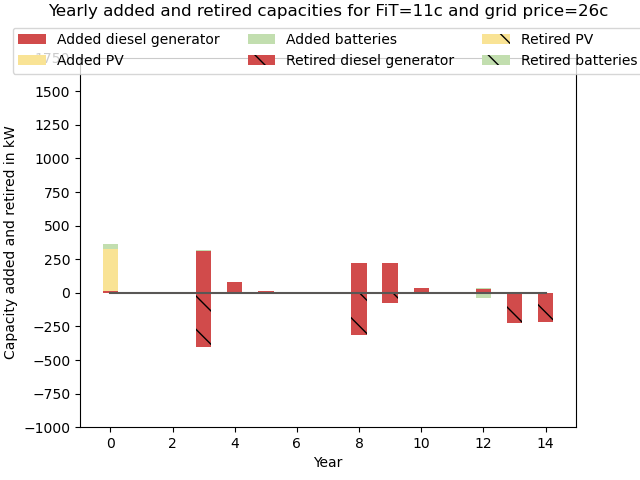 Yearly added and retired capacities for FiT=11c and grid price=26c
Added diesel generator
Added PV
Added batteries
Retired diesel generator
Retired PV
Retired batteries
1750
1500
1250
1000
750
500
250
0
−250
−500
−750
−1000
Capacity added and retired in kW
0 2 4 6 8 10 12 14
Year